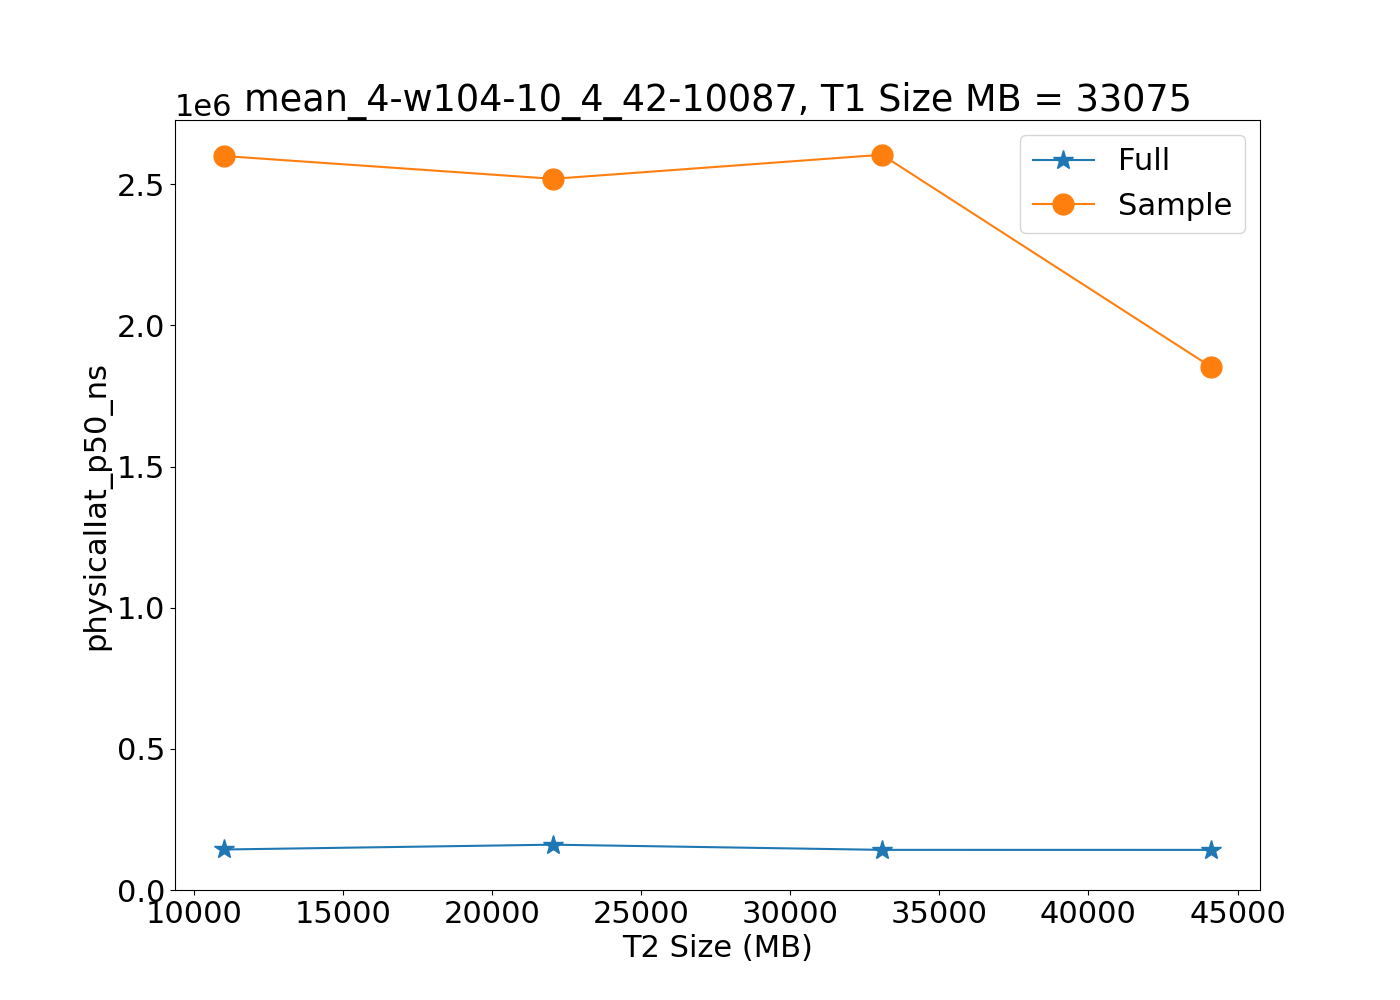 1e6
mean_4-w104-10_4_42-10087, T1 Size MB = 33075
Full
Sample
2.5
2.0
1.5
1.0
0.5
0.0
physicallat_p50_ns
10000 15000 20000 25000 30000 35000 40000 45000
T2 Size (MB)